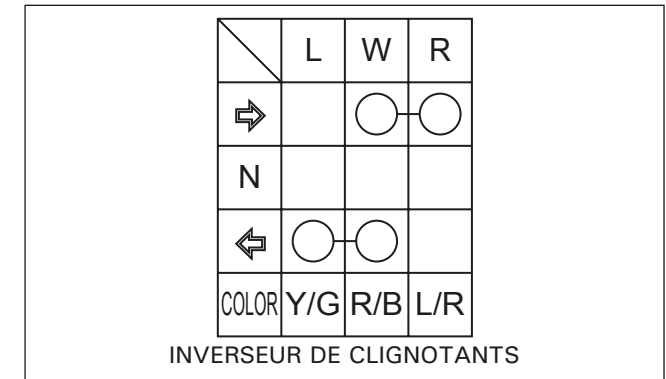 L W R
N
COLOR Y/G R/B L/R
INVERSEUR DE CLIGNOTANTS